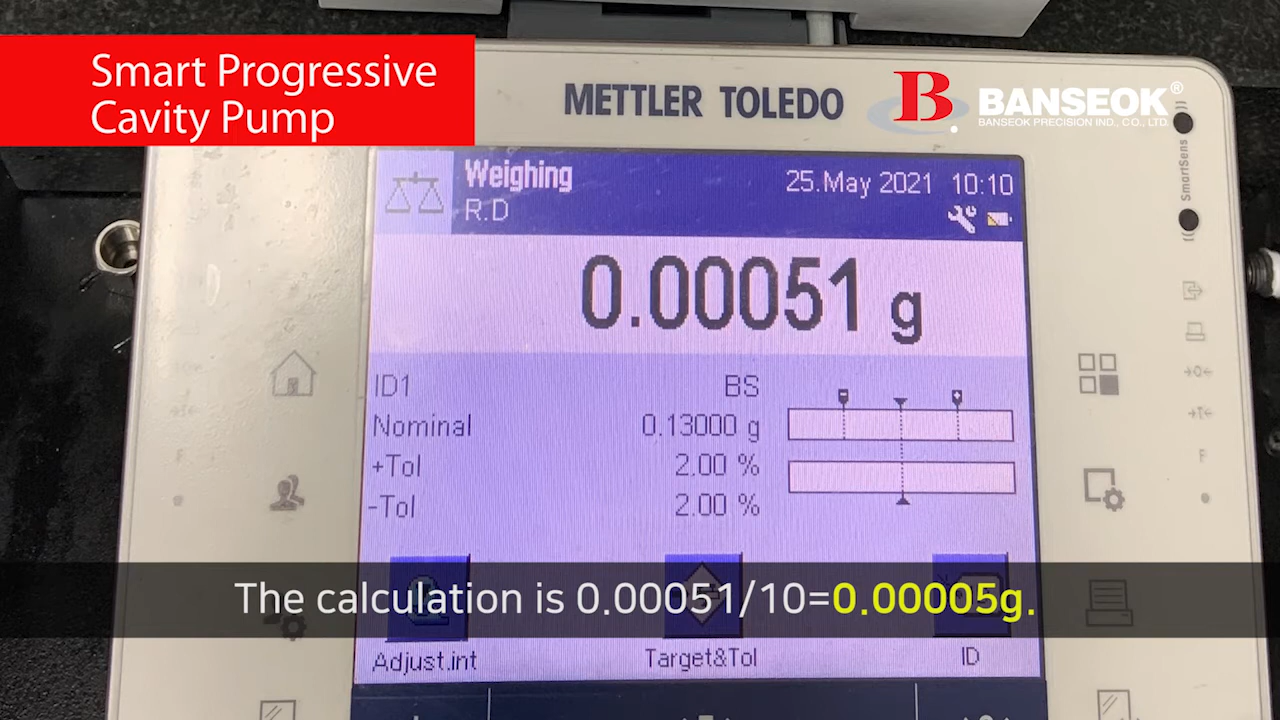 Smart Progressive
Cavity Pump
METTLER TOLEDO
B.
BANSEOK®
BANSEOK PRECISION IND., CO., LTD.
SmartSens
Weighing
25.May 2021 10:10
R.D
0.00051 g
ID1 BS
Nominal 0.13000 g
+Tol 2.00 %
-Tol 2.00 %
F
F
The calculation is 0.00051/10=0.00005g.
Adjust.int
Target&Tol
ID